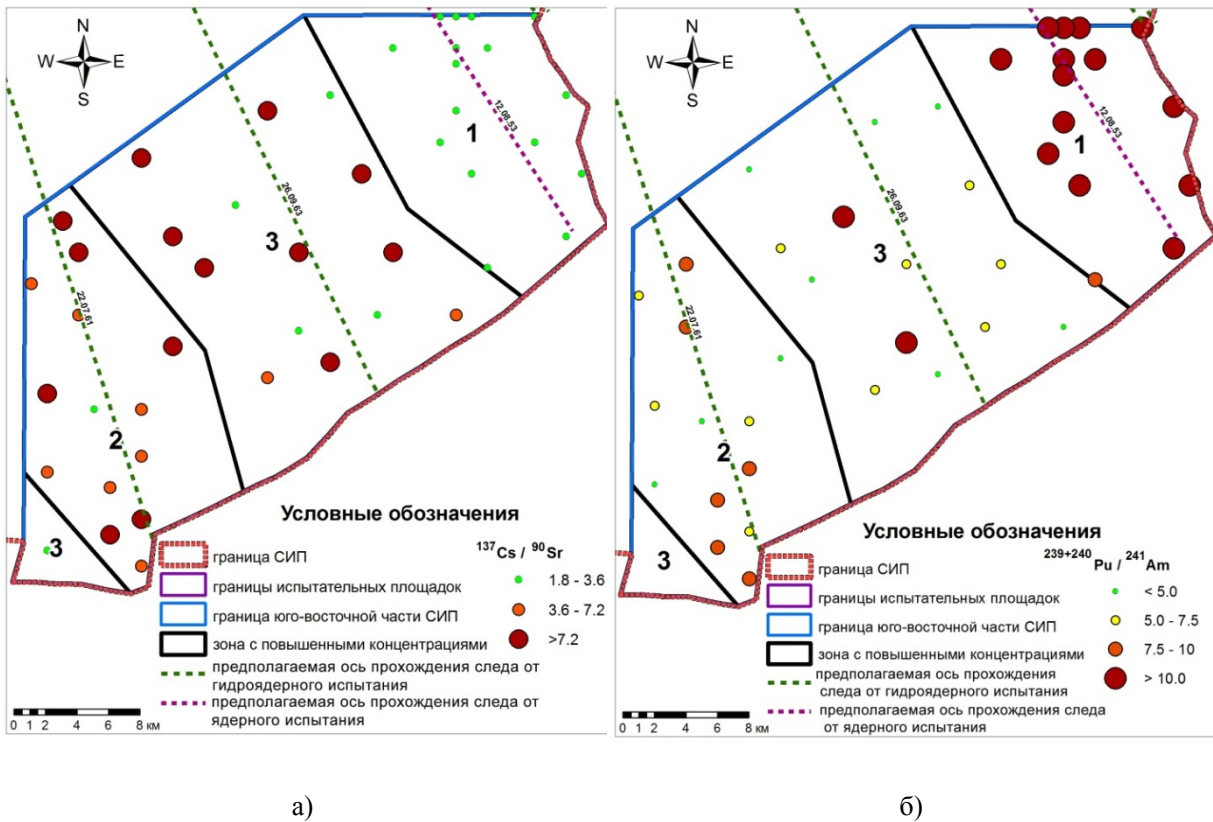 N
W E
S
12.08.53
1
26.09.63
3
22.07.61
2
3
Условные обозначения
граница СИП
границы испытательных площадок
граница юго-восточной части СИП
зона с повышенными концентрациями
предполагаемая ось прохождения следа от
гидроядерного испытания
предполагаемая ось прохождения следа от
ядерного испытания
137Cs / 90Sr
1.8 - 3.6
3.6 - 7.2
>7.2
0 1 2 4 6 8 км
а)
N
W E
S
12.08.53
1
26.09.63
3
22.07.61
2
3
Условные обозначения
граница СИП
границы испытательных площадок
граница юго-восточной части СИП
зона с повышенными концентрациями
предполагаемая ось прохождения
следа от гидроядерного испытания
предполагаемая ось прохождения следа
от ядерного испытания
239+240Pu / 241Am
< 5.0
5.0 - 7.5
7.5 - 10
> 10.0
0 1 2 4 6 8 км
б)